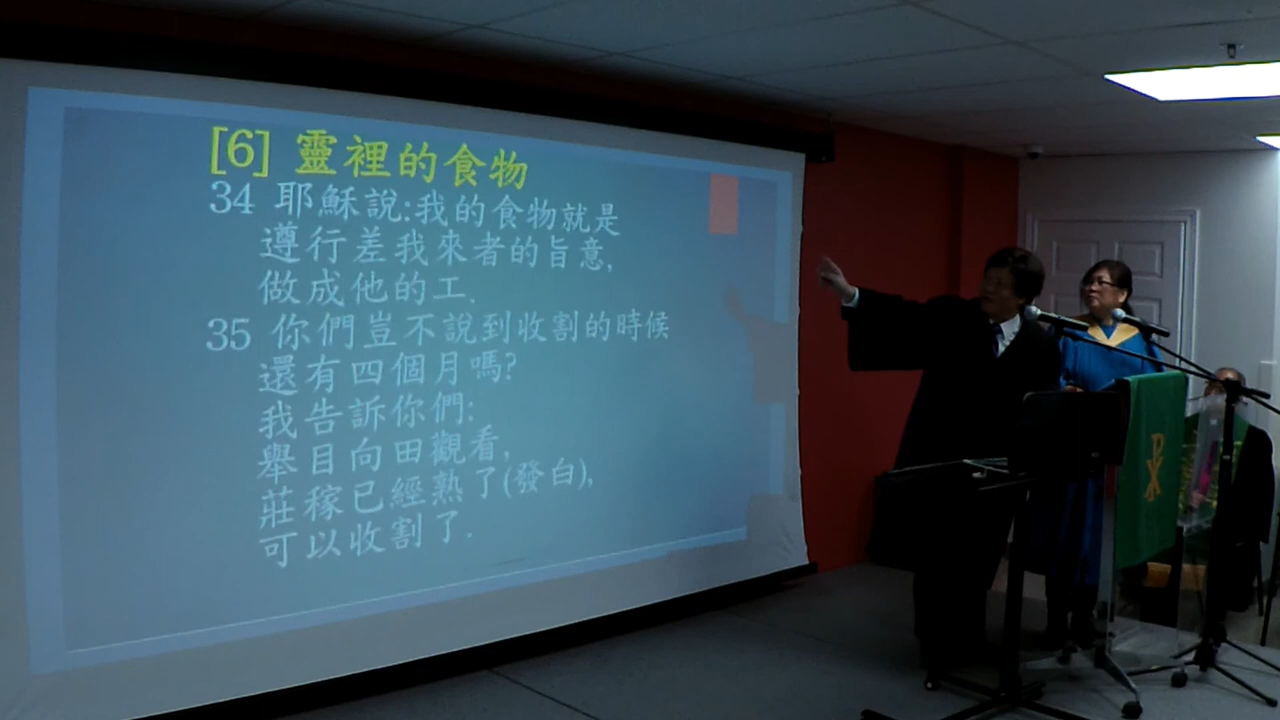 [6] 靈裡的食物
34 耶穌說:我的食物就是
遵行差我來者的旨意,
做成他的工.
35 你們豈不說到收割的時候
還有四個月嗎?
我告訴你們:
舉目向田觀看,
莊稼已經熟了(發白),
可以收割了.